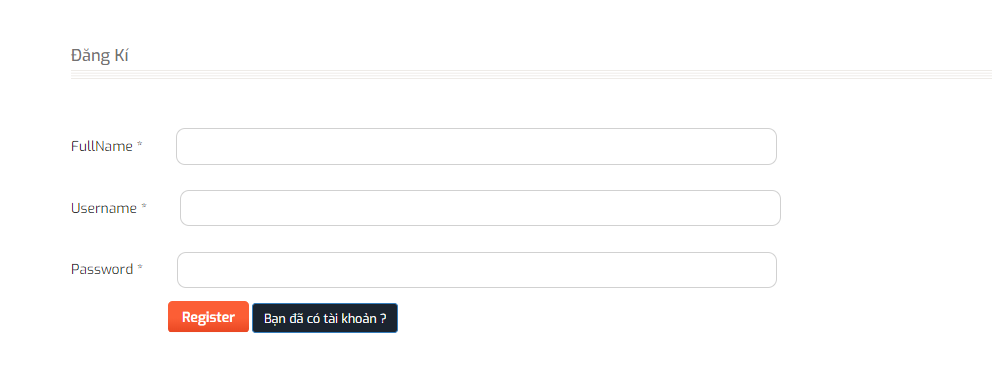 Đăng Kí
FullName *
Username *
Password *
Register Bạn đã có tài khoản ?